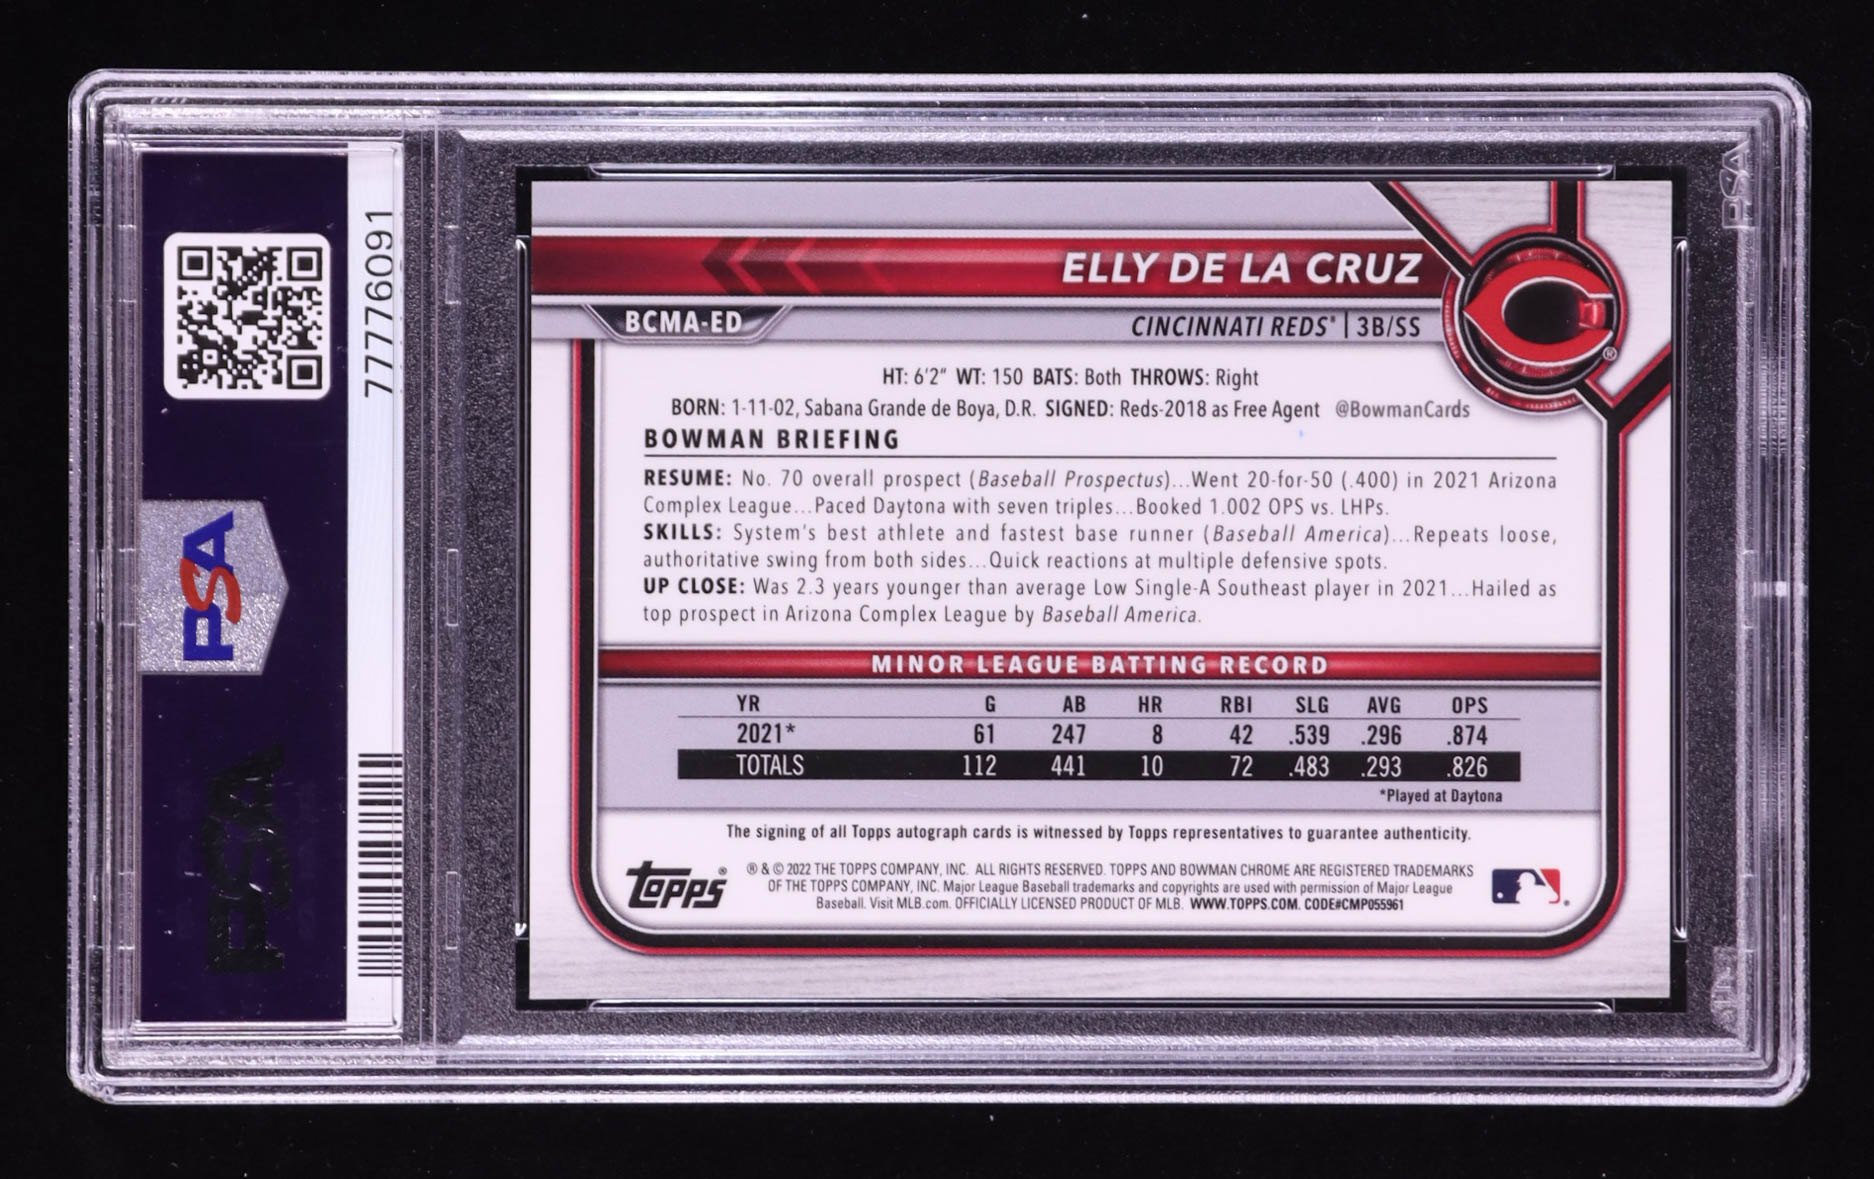 77776091
PSA
PSA
PSA
ELLY DE LA CRUZ
BCMA-ED
CINCINNATI REDS® | 3B/SS
HT: 6'2" WT: 150 BATS: Both THROWS: Right
BORN: 1-11-02, Sabana Grande de Boya, D.R. SIGNED: Reds-2018 as Free Agent @BowmanCards
BOWMAN BRIEFING
RESUME: No. 70 overall prospect (Baseball Prospectus)...Went 20-for-50 (.400) in 2021 Arizona
Complex League...Paced Daytona with seven triples...Booked 1.002 OPS vs. LHPs.
SKILLS: System's best athlete and fastest base runner (Baseball America)...Repeats loose,
authoritative swing from both sides...Quick reactions at multiple defensive spots.
UP CLOSE: Was 2.3 years younger than average Low Single-A Southeast player in 2021...Hailed as
top prospect in Arizona Complex League by Baseball America.
MINOR LEAGUE BATTING RECORD
YR G AB HR RBI SLG AVG OPS
2021* 61 247 8 42 .539 .296 .874
TOTALS 112 441 10 72 .483 .293 .826
*Played at Daytona
The signing of all Topps autograph cards is witnessed by Topps representatives to guarantee authenticity.
Topps®
® & © 2022 THE TOPPS COMPANY, INC. ALL RIGHTS RESERVED. TOPPS AND BOWMAN CHROME ARE REGISTERED TRADEMARKS
OF THE TOPPS COMPANY, INC. Major League Baseball trademarks and copyrights are used with permission of Major League
Baseball. Visit MLB.com. OFFICIALLY LICENSED PRODUCT OF MLB. WWW.TOPPS.COM. CODE#CMP055961